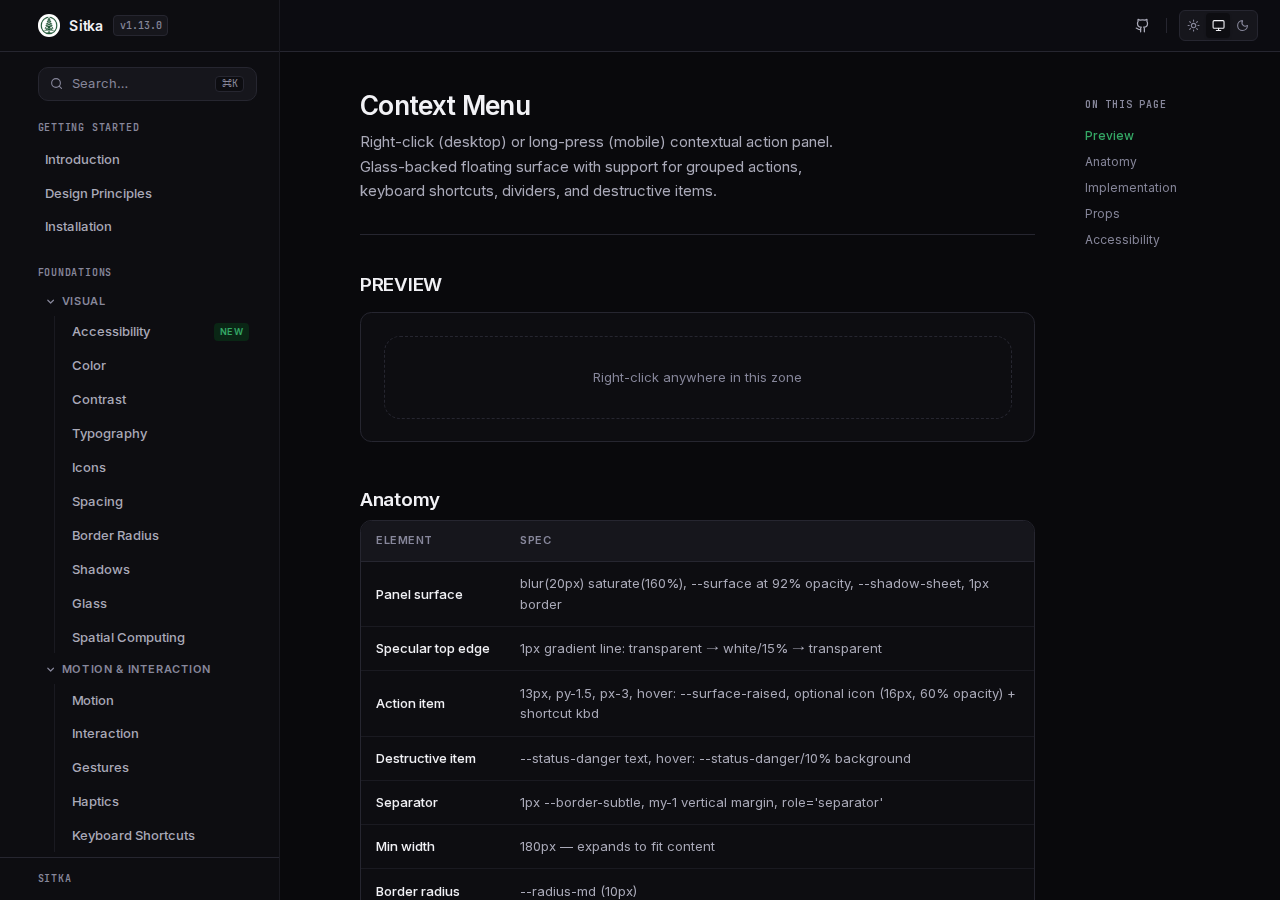 Sitka v1.13.0
Search... ⌘K
GETTING STARTED
Introduction
Design Principles
Installation
FOUNDATIONS
VISUAL
Accessibility NEW
Color
Contrast
Typography
Icons
Spacing
Border Radius
Shadows
Glass
Spatial Computing
MOTION & INTERACTION
Motion
Interaction
Gestures
Haptics
Keyboard Shortcuts
SITKA
Context Menu
Right-click (desktop) or long-press (mobile) contextual action panel.
Glass-backed floating surface with support for grouped actions,
keyboard shortcuts, dividers, and destructive items.
PREVIEW
Right-click anywhere in this zone
Anatomy
ELEMENT SPEC
Panel surface blur(20px) saturate(160%), --surface at 92% opacity, --shadow-sheet, 1px
border
Specular top edge 1px gradient line: transparent → white/15% → transparent
Action item 13px, py-1.5, px-3, hover: --surface-raised, optional icon (16px, 60% opacity) +
shortcut kbd
Destructive item --status-danger text, hover: --status-danger/10% background
Separator 1px --border-subtle, my-1 vertical margin, role='separator'
Min width 180px — expands to fit content
Border radius --radius-md (10px)
ON THIS PAGE
Preview
Anatomy
Implementation
Props
Accessibility